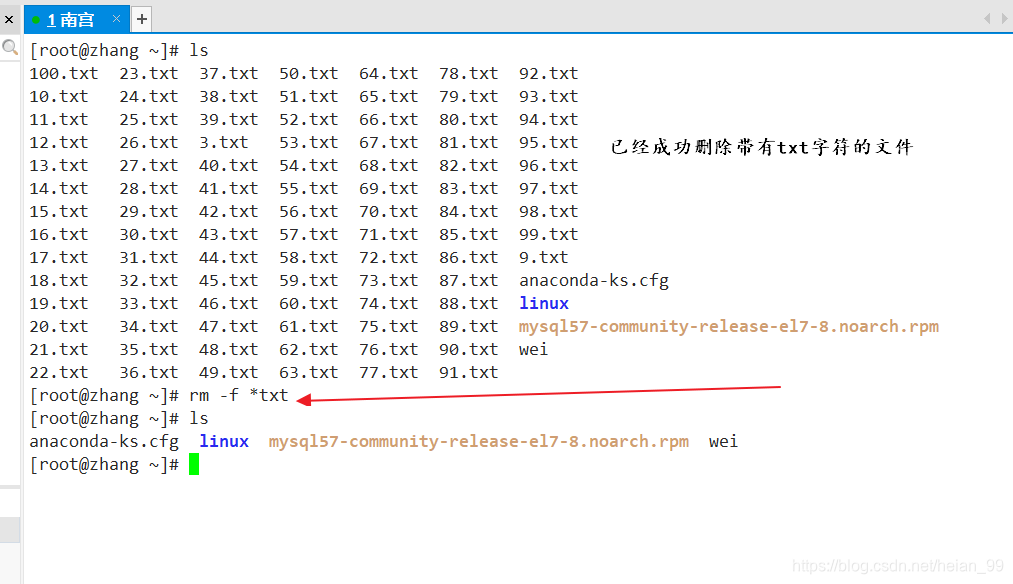 1 南宫
[root@zhang ~]# ls
100.txt 23.txt 37.txt 50.txt 64.txt 78.txt 92.txt
10.txt 24.txt 38.txt 51.txt 65.txt 79.txt 93.txt
11.txt 25.txt 39.txt 52.txt 66.txt 80.txt 94.txt
12.txt 26.txt 3.txt 53.txt 67.txt 81.txt 95.txt 已经成功删除带有txt字符的文件
13.txt 27.txt 40.txt 54.txt 68.txt 82.txt 96.txt
14.txt 28.txt 41.txt 55.txt 69.txt 83.txt 97.txt
15.txt 29.txt 42.txt 56.txt 70.txt 84.txt 98.txt
16.txt 30.txt 43.txt 57.txt 71.txt 85.txt 99.txt
17.txt 31.txt 44.txt 58.txt 72.txt 86.txt 9.txt
18.txt 32.txt 45.txt 59.txt 73.txt 87.txt anaconda-ks.cfg
19.txt 33.txt 46.txt 60.txt 74.txt 88.txt linux
20.txt 34.txt 47.txt 61.txt 75.txt 89.txt mysql57-community-release-el7-8.noarch.rpm
21.txt 35.txt 48.txt 62.txt 76.txt 90.txt wei
22.txt 36.txt 49.txt 63.txt 77.txt 91.txt
[root@zhang ~]# rm -f *txt
[root@zhang ~]# ls
anaconda-ks.cfg linux mysql57-community-release-el7-8.noarch.rpm wei
[root@zhang ~]#
https://blog.csdn.net/heian_99